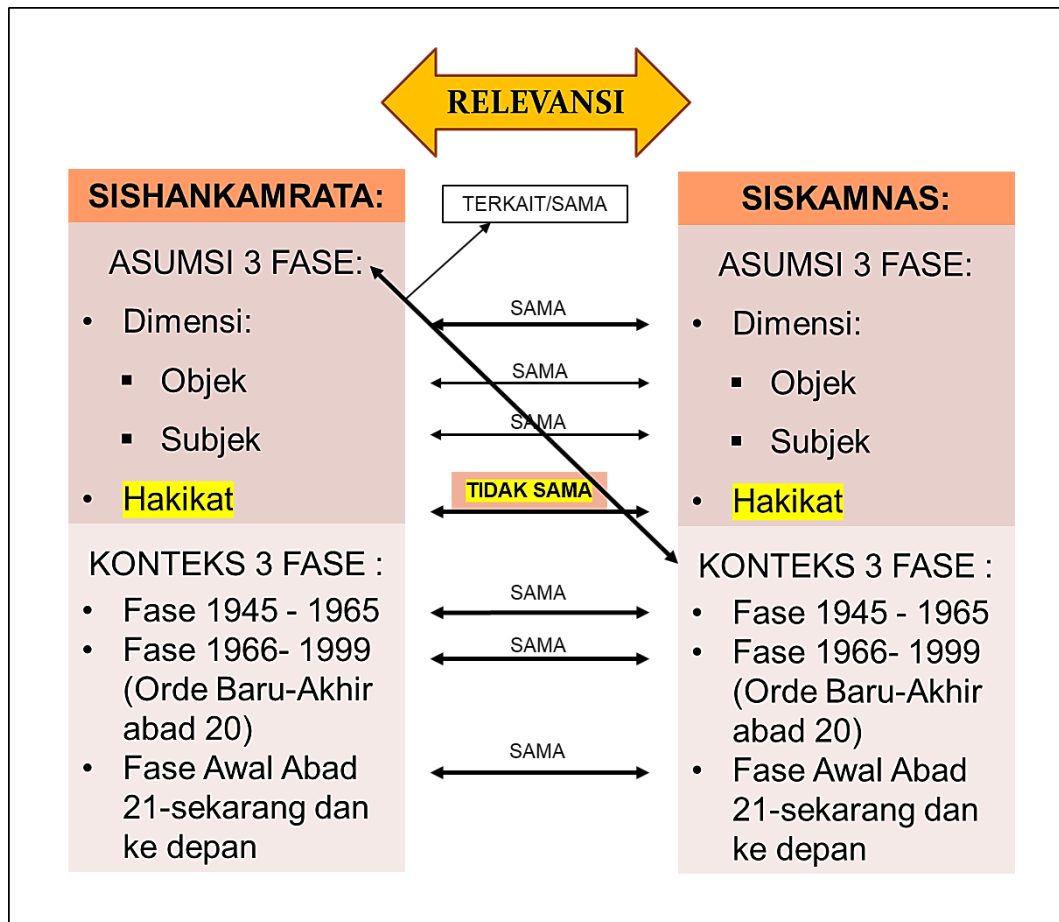 RELEVANSI
SISHANKAMRATA:
ASUMSI 3 FASE:
• Dimensi:
▪ Objek
▪ Subjek
• Hakikat
KONTEKS 3 FASE :
• Fase 1945 - 1965
• Fase 1966- 1999
(Orde Baru-Akhir
abad 20)
• Fase Awal Abad
21-sekarang dan
ke depan
TERKAIT/SAMA
SAMA
SAMA
SAMA
TIDAK SAMA
SAMA
SAMA
SAMA
SISKAMNAS:
ASUMSI 3 FASE:
• Dimensi:
▪ Objek
▪ Subjek
• Hakikat
KONTEKS 3 FASE :
• Fase 1945 - 1965
• Fase 1966- 1999
(Orde Baru-Akhir
abad 20)
• Fase Awal Abad
21-sekarang dan
ke depan